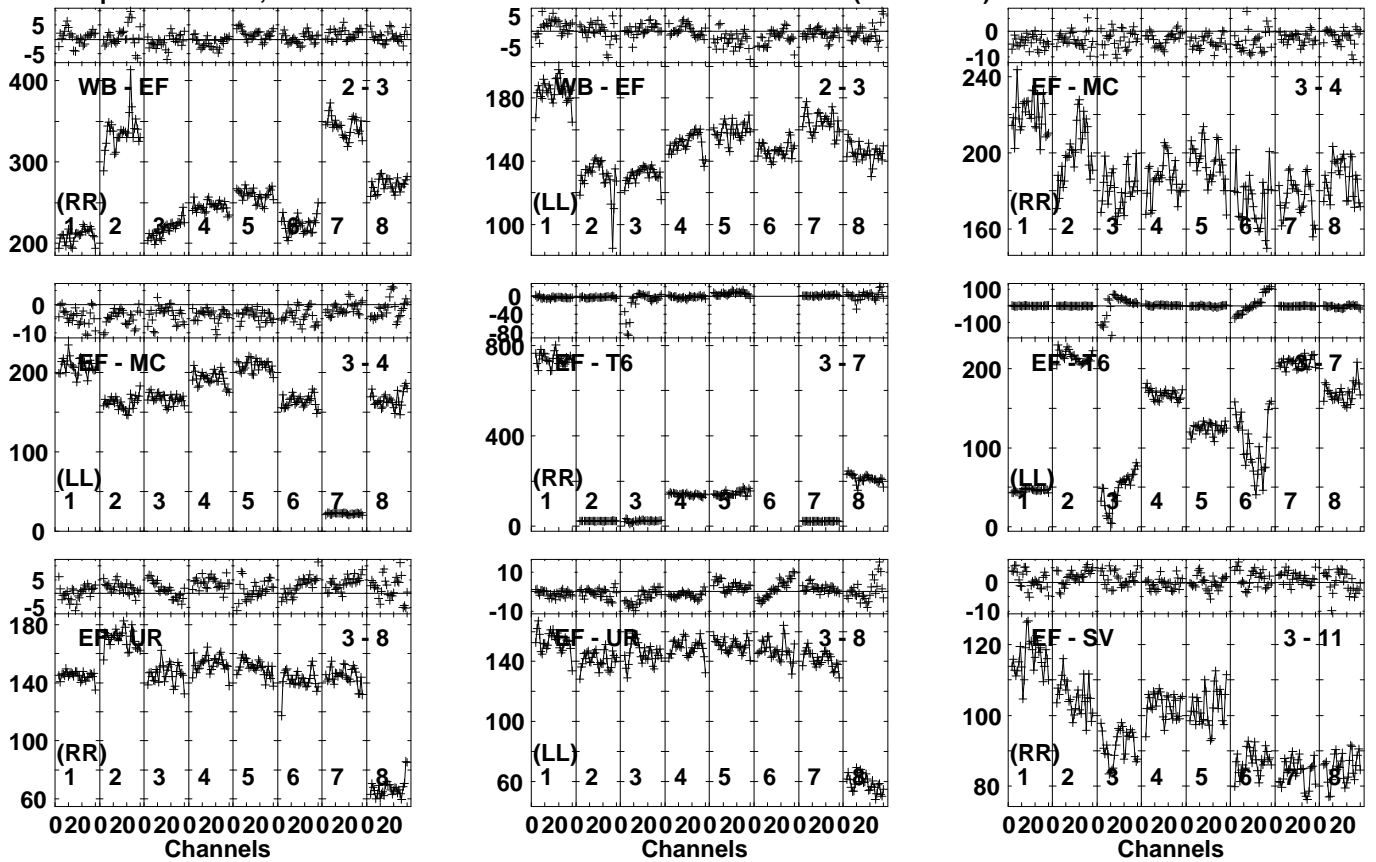 5 5 0
-5 -5 -10
400 WB - EF 2 - 3 180 WB - EF 2 - 3 240 EF - MC 3 - 4
300 140 200
(RR) (LL) (RR)
200 1 2 3 4 5 6 7 8 100 1 2 3 4 5 6 7 8 160 1 2 3 4 5 6 7 8
0 0 100
-10 -40 -100
-80
200 EF - MC 3 - 4 800 EF - T6 3 - 7 200 EF - T6 3 - 7
100 400 100
(LL) (RR) (LL)
0 1 2 3 4 5 6 7 8 0 1 2 3 4 5 6 7 8 0 1 2 3 4 5 6 7 8
5 10 0
-5 -10 -10
180 EF - UR 3 - 8 EF - UR 3 - 8 120 EF - SV 3 - 11
140 140 100
100 (RR) 100 (LL) (RR)
60 1 2 3 4 5 6 7 8 60 1 2 3 4 5 6 7 8 80 1 2 3 4 5 6 7 8
0 20 0 20 0 20 0 20 0 20 0 20 0 20 0 20 0 20 0 20 0 20 0 20 0 20 0 20 0 20 0 20 0 20 0 20 0 20 0 20 0 20 0 20 0 20 0 20
Channels Channels Channels